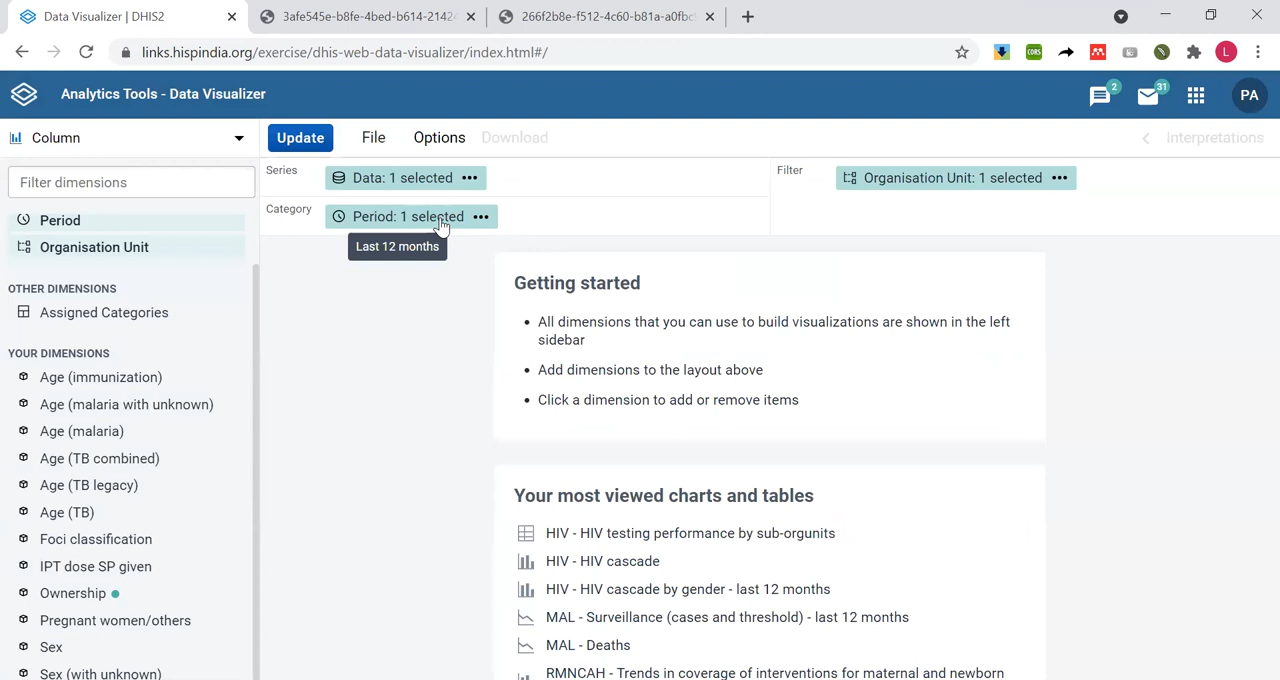 Data Visualizer | DHIS2
3afe545e-b8fe-4bed-b614-2142
266f2b8e-f512-4c60-b81a-a0fbc
links.hispindia.org/exercise/dhis-web-data-visualizer/index.html#/
CORS
L
Analytics Tools - Data Visualizer
2
31
PA
Column
Update
File
Options
Download
Interpretations
Filter dimensions
Series
Data: 1 selected
Filter
Organisation Unit: 1 selected
Category
Period: 1 selected
Last 12 months
Period
Organisation Unit
OTHER DIMENSIONS
Assigned Categories
YOUR DIMENSIONS
Age (immunization)
Age (malaria with unknown)
Age (malaria)
Age (TB combined)
Age (TB legacy)
Age (TB)
Foci classification
IPT dose SP given
Ownership
Pregnant women/others
Sex
Sex (with unknown)
Getting started
All dimensions that you can use to build visualizations are shown in the left
sidebar
Add dimensions to the layout above
Click a dimension to add or remove items
Your most viewed charts and tables
HIV - HIV testing performance by sub-orgunits
HIV - HIV cascade
HIV - HIV cascade by gender - last 12 months
MAL - Surveillance (cases and threshold) - last 12 months
MAL - Deaths
RMNCAH - Trends in coverage of interventions for maternal and newborn